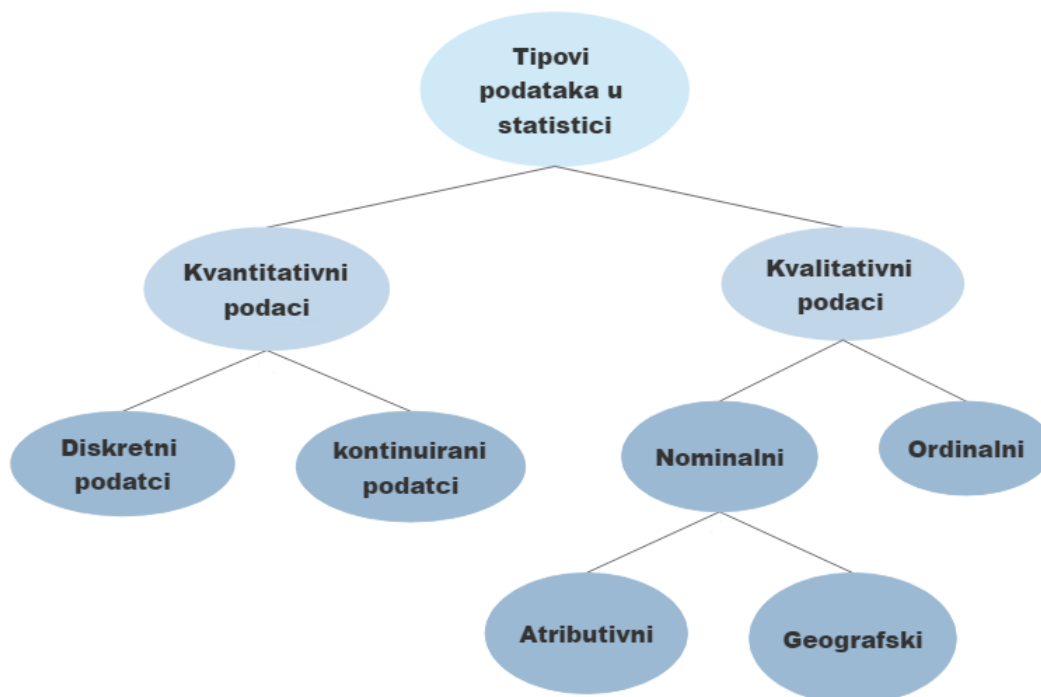 Tipovi
podataka u
statistici
Kvantitativni
podaci
Kvalitativni
podaci
Diskretni
podatci
kontinuirani
podatci
Nominalni
Ordinalni
Atributivni
Geografski